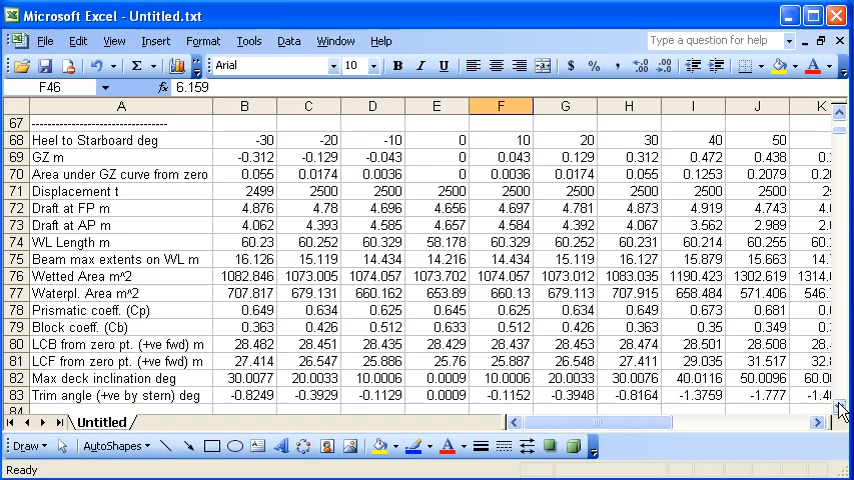 Microsoft Excel - Untitled.txt
File Edit View Insert Format Tools Data Window Help Type a question for help
Σ Arial 10 B I U $ % ,
F46 fx 6.159
A B C D E F G H I J K
67 -----------------------------------
68 Heel to Starboard deg -30 -20 -10 0 10 20 30 40 50
69 GZ m -0.312 -0.129 -0.043 0 0.043 0.129 0.312 0.472 0.438
70 Area under GZ curve from zero 0.055 0.0174 0.0036 0 0.0036 0.0174 0.055 0.1253 0.2079
71 Displacement t 2499 2500 2500 2500 2500 2500 2500 2500 2500
72 Draft at FP m 4.876 4.78 4.696 4.656 4.697 4.781 4.873 4.919 4.743
73 Draft at AP m 4.062 4.393 4.585 4.657 4.584 4.392 4.067 3.562 2.989
74 WL Length m 60.23 60.252 60.329 58.178 60.329 60.252 60.231 60.214 60.255
75 Beam max extents on WL m 16.126 15.119 14.434 14.216 14.434 15.119 16.127 15.879 15.663
76 Wetted Area m^2 1082.846 1073.005 1074.057 1073.702 1074.057 1073.012 1083.035 1190.423 1302.619
77 Waterpl. Area m^2 707.817 679.131 660.162 653.89 660.13 679.113 707.915 658.484 571.406
78 Prismatic coeff. (Cp) 0.649 0.634 0.625 0.645 0.625 0.634 0.649 0.673 0.681
79 Block coeff. (Cb) 0.363 0.426 0.512 0.633 0.512 0.426 0.363 0.35 0.349
80 LCB from zero pt. (+ve fwd) m 28.482 28.451 28.435 28.429 28.437 28.453 28.474 28.501 28.508
81 LCF from zero pt. (+ve fwd) m 27.414 26.547 25.886 25.76 25.887 26.548 27.411 29.035 31.517
82 Max deck inclination deg 30.0077 20.0033 10.0006 0.0009 10.0006 20.0033 30.0076 40.0116 50.0096
83 Trim angle (+ve by stern) deg -0.8249 -0.3929 -0.1129 0.0009 -0.1152 -0.3948 -0.8164 -1.3759 -1.777
84
Untitled
Draw AutoShapes
Ready